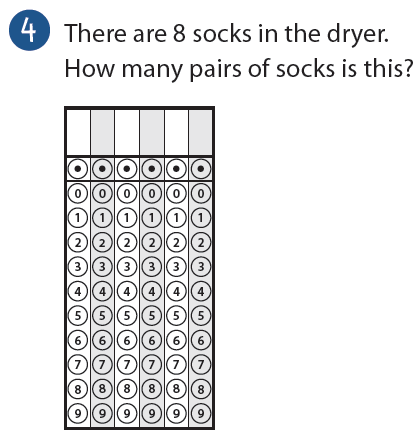 4 There are 8 socks in the dryer.
How many pairs of socks is this?
• • • • • •
0 0 0 0 0 0
1 1 1 1 1 1
2 2 2 2 2 2
3 3 3 3 3 3
4 4 4 4 4 4
5 5 5 5 5 5
6 6 6 6 6 6
7 7 7 7 7 7
8 8 8 8 8 8
9 9 9 9 9 9